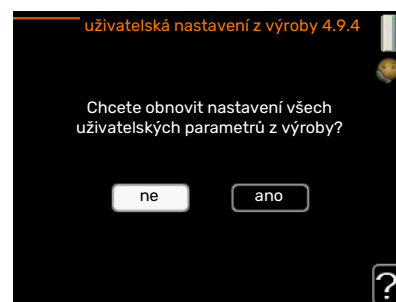 uživatelská nastavení z výroby 4.9.4
Chcete obnovit nastavení všech
uživatelských parametrů z výroby?
ne
ano
?